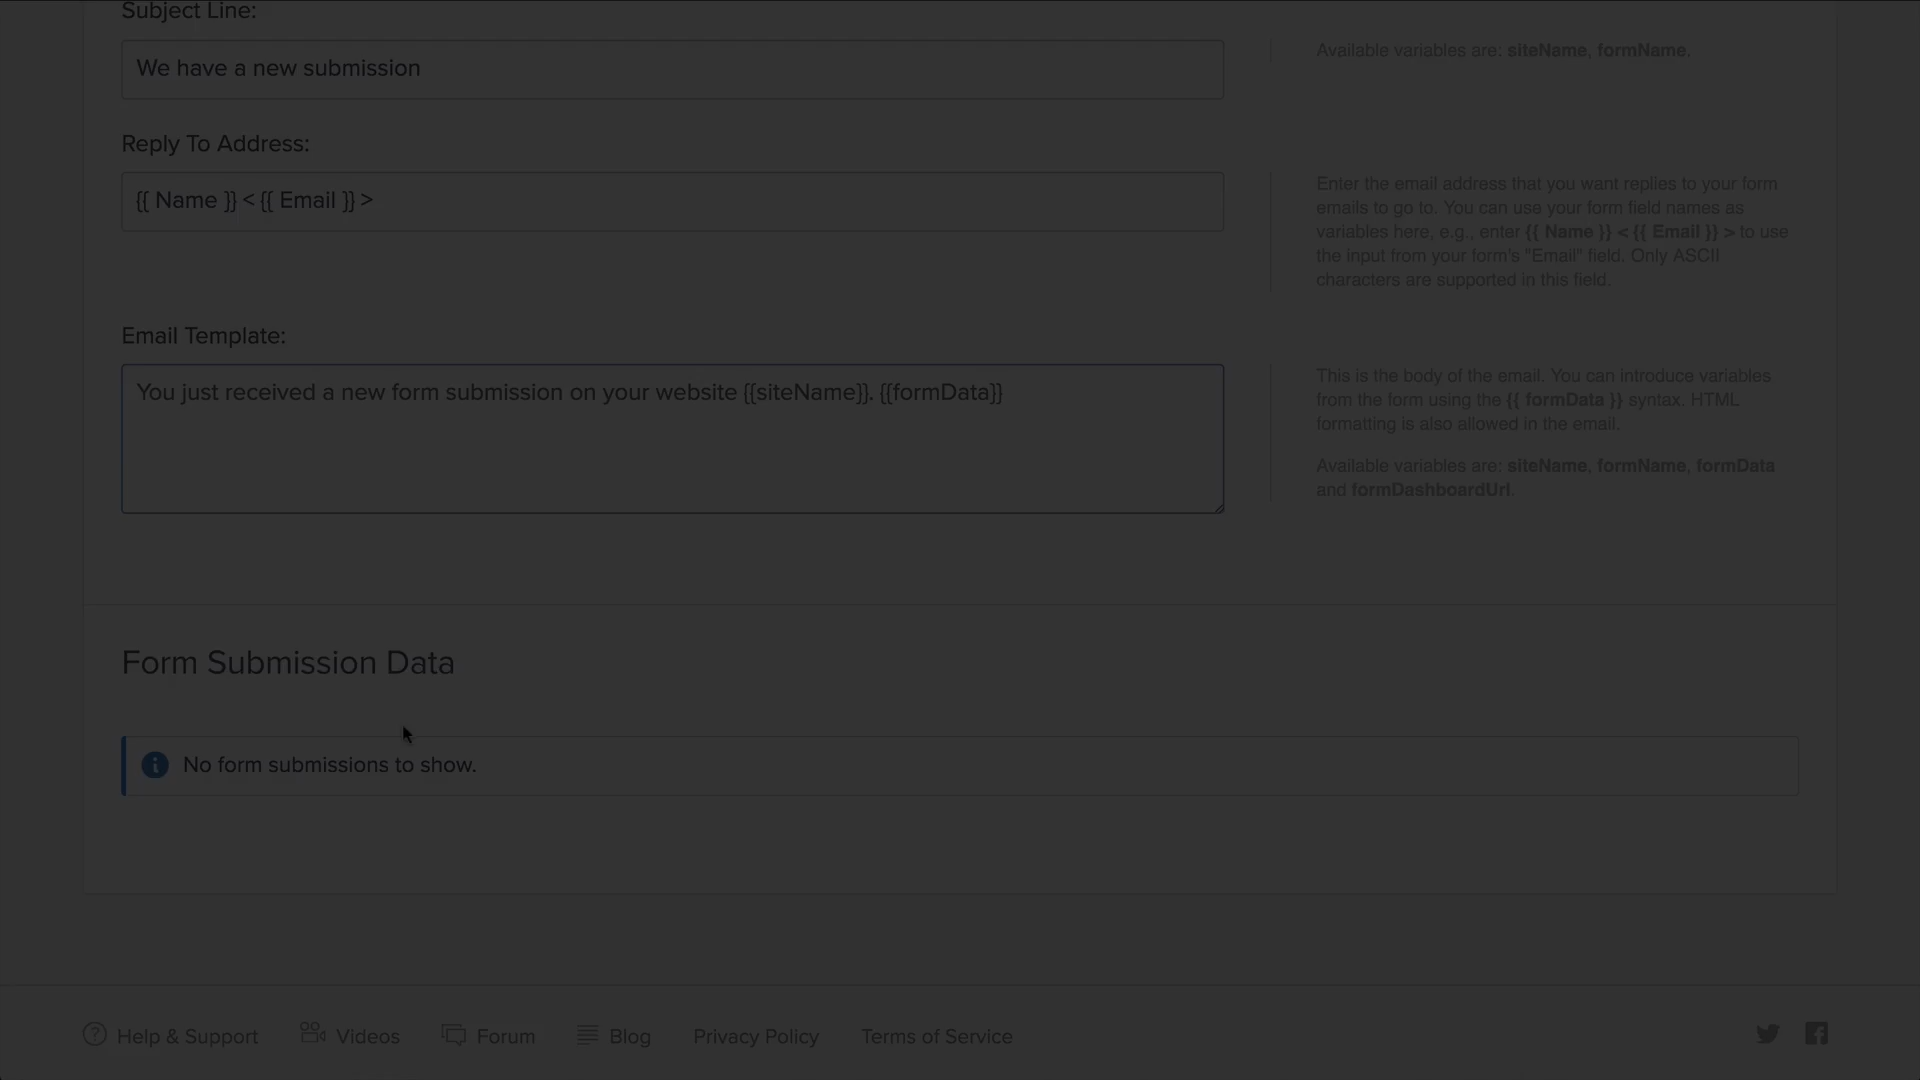 Subject Line:
We have a new submission
Available variables are: siteName, formName.
Reply To Address:
{{ Name }} < {{ Email }} >
Enter the email address that you want replies to your form
emails to go to. You can use your form field names as
variables here, e.g., enter {{ Name }} < {{ Email }} > to use
the input from your form's "Email" field. Only ASCII
characters are supported in this field.
Email Template:
You just received a new form submission on your website {{siteName}}. {{formData}}
This is the body of the email. You can introduce variables
from the form using the {{ formData }} syntax. HTML
formatting is also allowed in the email.
Available variables are: siteName, formName, formData
and formDashboardUrl.
Form Submission Data
No form submissions to show.
Help & Support
Videos
Forum
Blog
Privacy Policy
Terms of Service